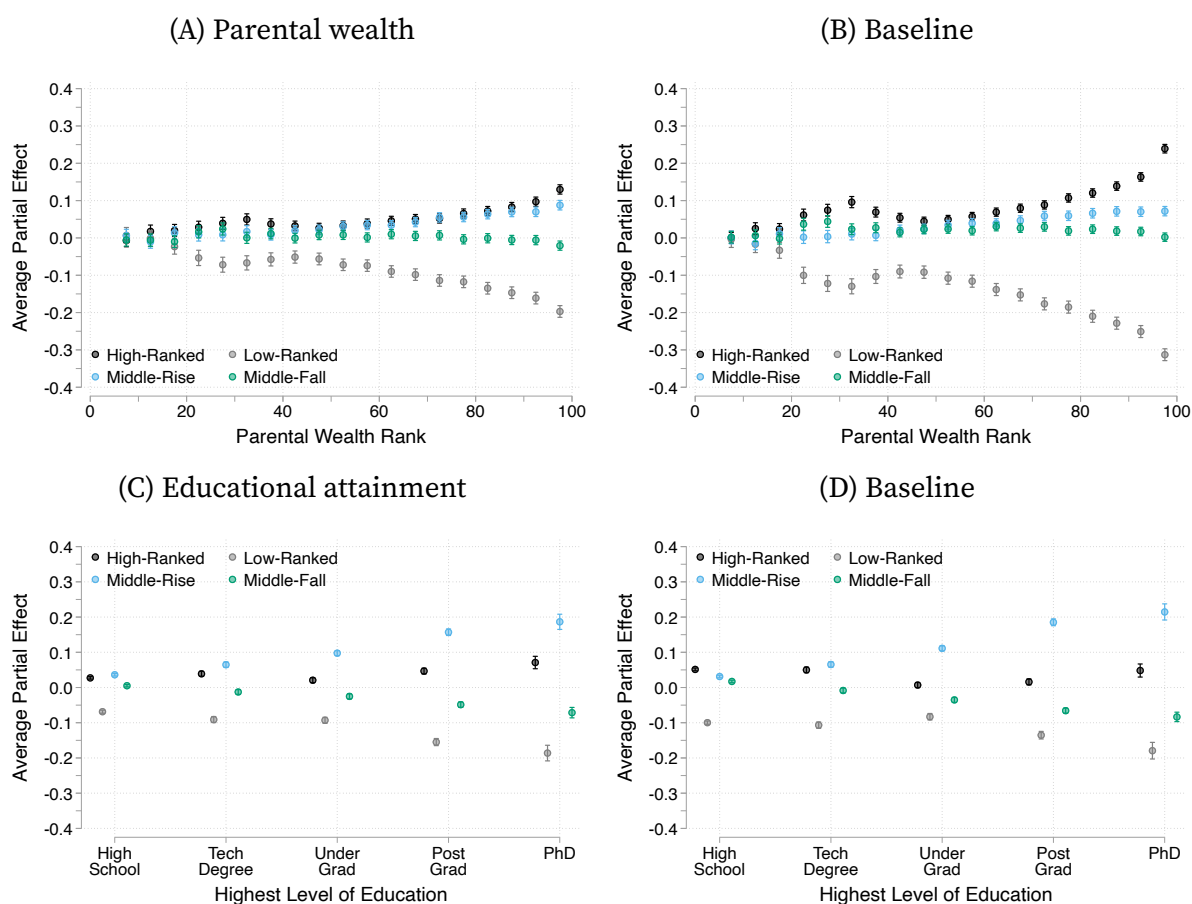 (A) Parental wealth
(B) Baseline
Average Partial Effect
0.4
0.3
0.2
0.1
0.0
-0.1
-0.2
-0.3
-0.4
High-Ranked
Low-Ranked
Middle-Rise
Middle-Fall
0 20 40 60 80 100
Parental Wealth Rank
Average Partial Effect
0.4
0.3
0.2
0.1
0.0
-0.1
-0.2
-0.3
-0.4
High-Ranked
Low-Ranked
Middle-Rise
Middle-Fall
0 20 40 60 80 100
Parental Wealth Rank
(C) Educational attainment
(D) Baseline
Average Partial Effect
0.4
0.3
0.2
0.1
0.0
-0.1
-0.2
-0.3
-0.4
High-Ranked
Low-Ranked
Middle-Rise
Middle-Fall
High School
Tech Degree
Under Grad
Post Grad
PhD
Highest Level of Education
Average Partial Effect
0.4
0.3
0.2
0.1
0.0
-0.1
-0.2
-0.3
-0.4
High-Ranked
Low-Ranked
Middle-Rise
Middle-Fall
High School
Tech Degree
Under Grad
Post Grad
PhD
Highest Level of Education